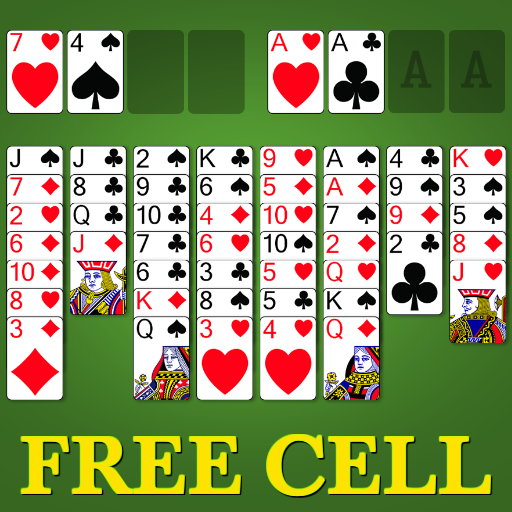 7♥ 4♠ A♥ A♣ A A
J♠ J♣ 2♠ K♣ 9♥ A♠ 4♣ K♥
7♦ 8♣ 9♣ 6♠ 5♦ A♦ 9♠ 3♠
2♥ Q♣ 10♣ 4♦ 10♥ 7♠ 9♦ 5♠
6♦ J♦ 7♣ 6♥ 10♠ 2♦ 2♣ 8♦
10♦ 6♣ 3♣ 5♥ Q♥ J♥
8♥ K♦ 8♠ 5♣ K♠
3♦ Q♠ 3♥ 4♥ Q♦
FREE CELL